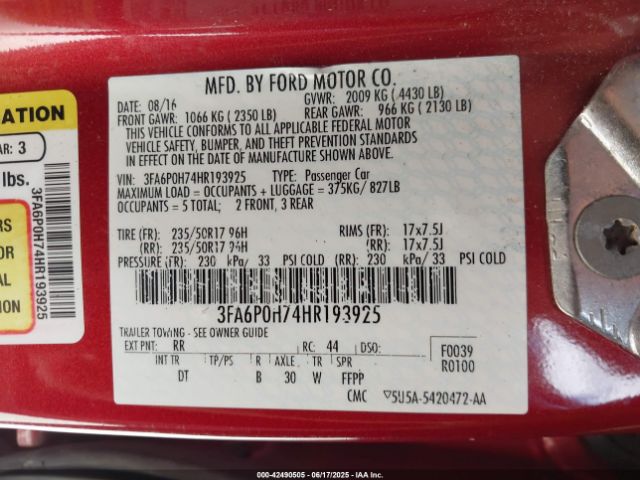 MFD. BY FORD MOTOR CO.
DATE: 08/16 GVWR: 2009 KG ( 4430 LB)
FRONT GAWR: 1066 KG ( 2350 LB) REAR GAWR: 966 KG ( 2130 LB)
THIS VEHICLE CONFORMS TO ALL APPLICABLE FEDERAL MOTOR
VEHICLE SAFETY, BUMPER, AND THEFT PREVENTION STANDARDS
IN EFFECT ON THE DATE OF MANUFACTURE SHOWN ABOVE.
VIN: 3FA6P0H74HR193925 TYPE: Passenger Car
MAXIMUM LOAD = OCCUPANTS + LUGGAGE = 375KG/ 827LB
OCCUPANTS = 5 TOTAL; 2 FRONT, 3 REAR
TIRE (FR): 235/50R17 96H RIMS (FR): 17x7.5J
(RR): 235/50R17 96H (RR): 17x7.5J
PRESSURE (FR): 230 kPa/ 33 PSI COLD (RR): 230 kPa/ 33 PSI COLD
3FA6P0H74HR193925
TRAILER TOWING - SEE OWNER GUIDE
EXT PNT: RR RC: 44 DSO: F0039
INT TR TP/PS R AXLE TR SPR R0100
DT B 30 W FFPP
CMC 5U5A-5420472-AA
ATION
AR: 3
lbs.
RS
OR
AL
ION
3FA6P0H74HR193925
000-42490505 - 06/17/2025 - IAA Inc.